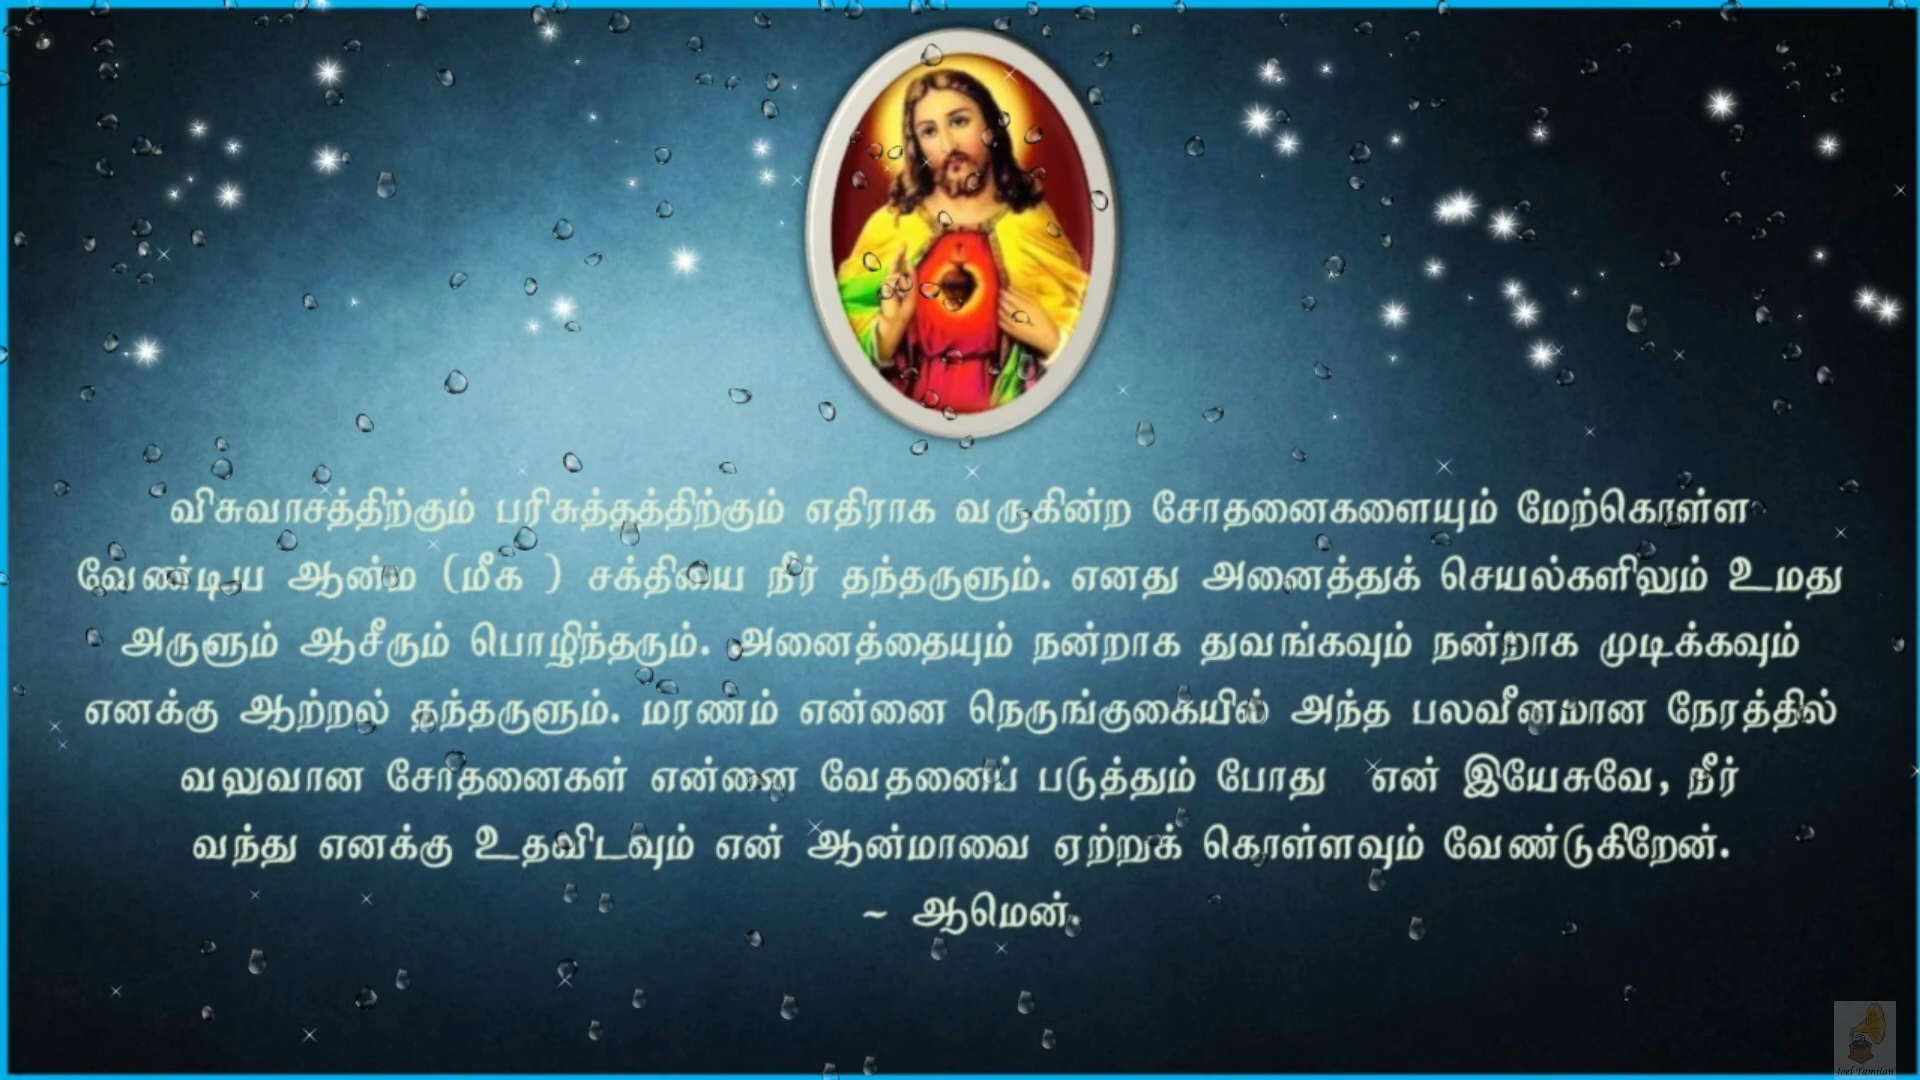 விசுவாசத்திற்கும் பரிசுத்தத்திற்கும் எதிராக வருகின்ற சோதனைகளையும் மேற்கொள்ள
வேண்டிய ஆன்ம (மீக ) சக்தியை நீர் தந்தருளும். எனது அனைத்துக் செயல்களிலும் உமது
அருளும் ஆசீரும் பொழிந்தரும். அனைத்தையும் நன்றாக துவங்கவும் நன்றாக முடிக்கவும்
எனக்கு ஆற்றல் தந்தருளும். மரணம் என்னை நெருங்குகையில் அந்த பலவீனமான நேரத்தில்
வலுவான சோதனைகள் என்னை வேதனைப் படுத்தும் போது என் இயேசுவே, நீர்
வந்து எனக்கு உதவிடவும் என் ஆன்மாவை ஏற்றுக் கொள்ளவும் வேண்டுகிறேன்.
~ ஆமென்.
Joel Tamilan